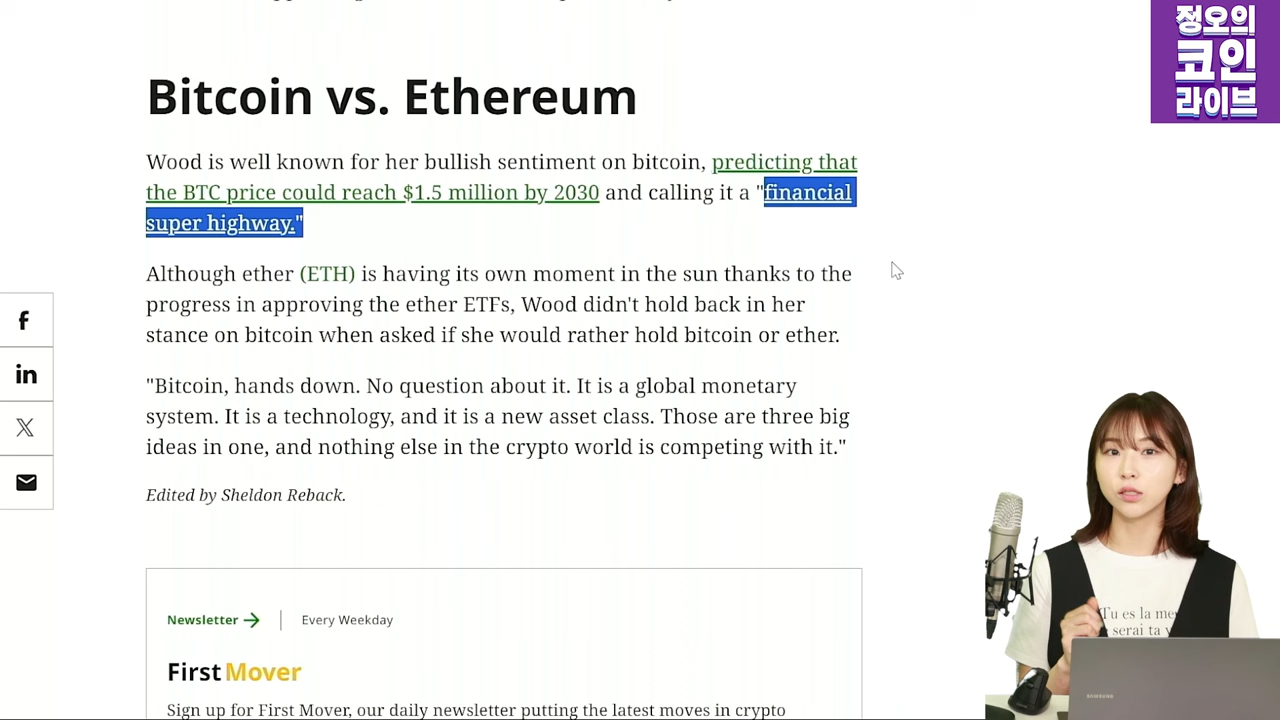 정오의
코인
라이브
Bitcoin vs. Ethereum
Wood is well known for her bullish sentiment on bitcoin, predicting that
the BTC price could reach $1.5 million by 2030 and calling it a "financial
super highway."
Although ether (ETH) is having its own moment in the sun thanks to the
progress in approving the ether ETFs, Wood didn't hold back in her
stance on bitcoin when asked if she would rather hold bitcoin or ether.
"Bitcoin, hands down. No question about it. It is a global monetary
system. It is a technology, and it is a new asset class. Those are three big
ideas in one, and nothing else in the crypto world is competing with it."
Edited by Sheldon Reback.
Newsletter Every Weekday
First Mover
Sign up for First Mover, our daily newsletter putting the latest moves in crypto
Tu es la
serai ta
SAMSUNG